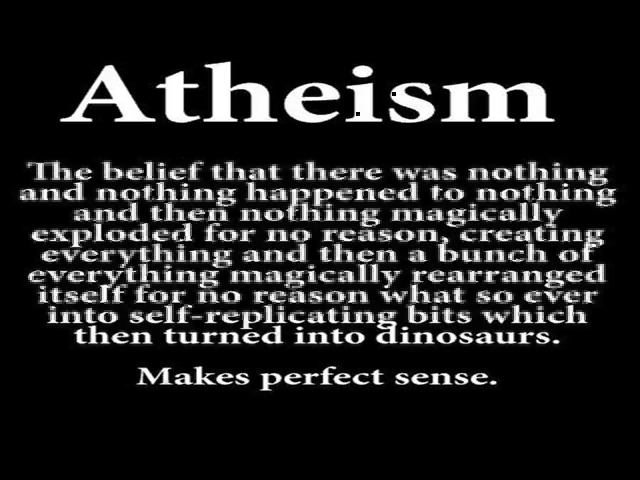 Atheism
The belief that there was nothing
and nothing happened to nothing
and then nothing magically
exploded for no reason, creating
everything and then a bunch of
everything magically rearranged
itself for no reason what so ever
into self-replicating bits which
then turned into dinosaurs.
Makes perfect sense.